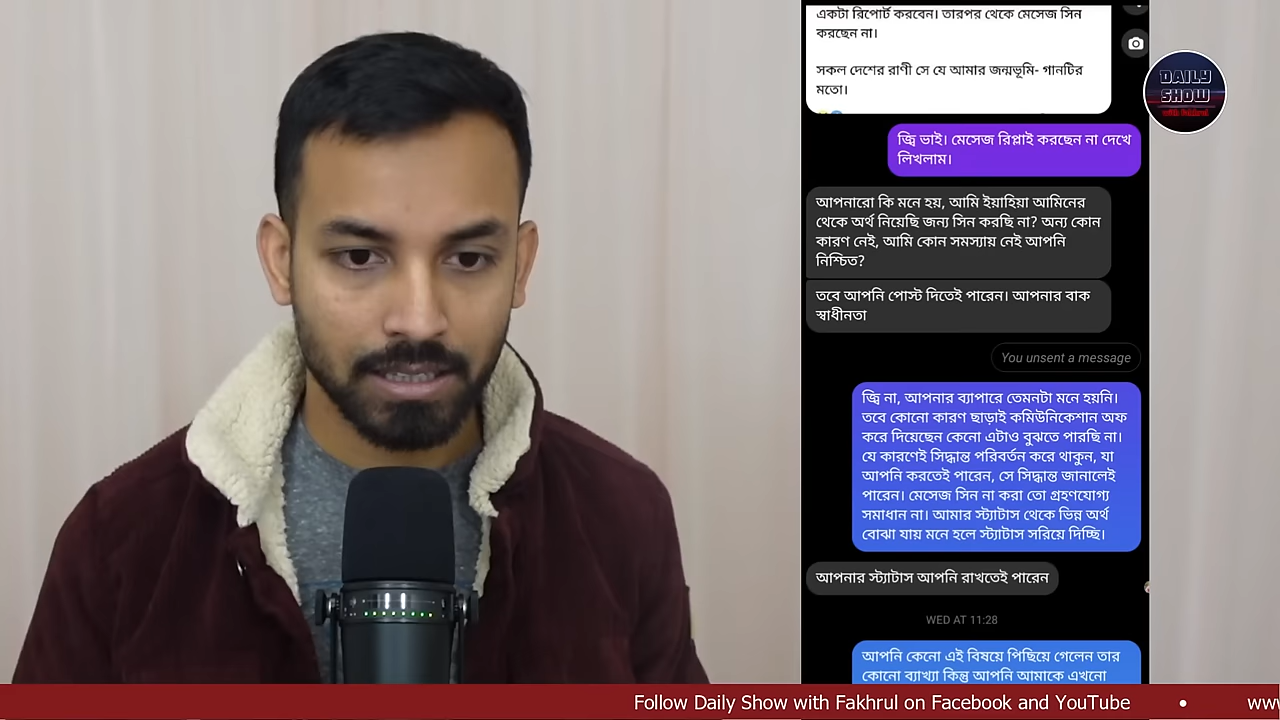 একটা রিপোর্ট করবেন। তারপর থেকে মেসেজ সিন
করছেন না।
সকল দেশের রাণী সে যে আমার জন্মভূমি- গানটির
মতো।
DAILY
SHOW
জ্বি ভাই। মেসেজ রিপ্লাই করছেন না দেখে
লিখলাম।
আপনারো কি মনে হয়, আমি ইয়াহিয়া আমিনের
থেকে অর্থ নিয়েছি জন্য সিন করছি না? অন্য কোন
কারণ নেই, আমি কোন সমস্যায় নেই আপনি
নিশ্চিত?
তবে আপনি পোস্ট দিতেই পারেন। আপনার বাক
স্বাধীনতা
You unsent a message
জ্বি না, আপনার ব্যাপারে তেমনটা মনে হয়নি।
তবে কোনো কারণ ছাড়াই কমিউনিকেশান অফ
করে দিয়েছেন কেনো এটাও বুঝতে পারছি না।
যে কারণেই সিদ্ধান্ত পরিবর্তন করে থাকুন, যা
আপনি করতেই পারেন, সে সিদ্ধান্ত জানালেই
পারেন। মেসেজ সিন না করা তো গ্রহণযোগ্য
সমাধান না। আমার স্ট্যাটাস থেকে ভিন্ন অর্থ
বোঝা যায় মনে হলে স্ট্যাটাস সরিয়ে দিচ্ছি।
আপনার স্ট্যাটাস আপনি রাখতেই পারেন
WED AT 11:28
আপনি কেনো এই বিষয়ে পিছিয়ে গেলেন তার
কোনো ব্যাখ্যা কিন্তু আপনি আমাকে এখনো
Follow Daily Show with Fakhrul on Facebook and YouTube • ww